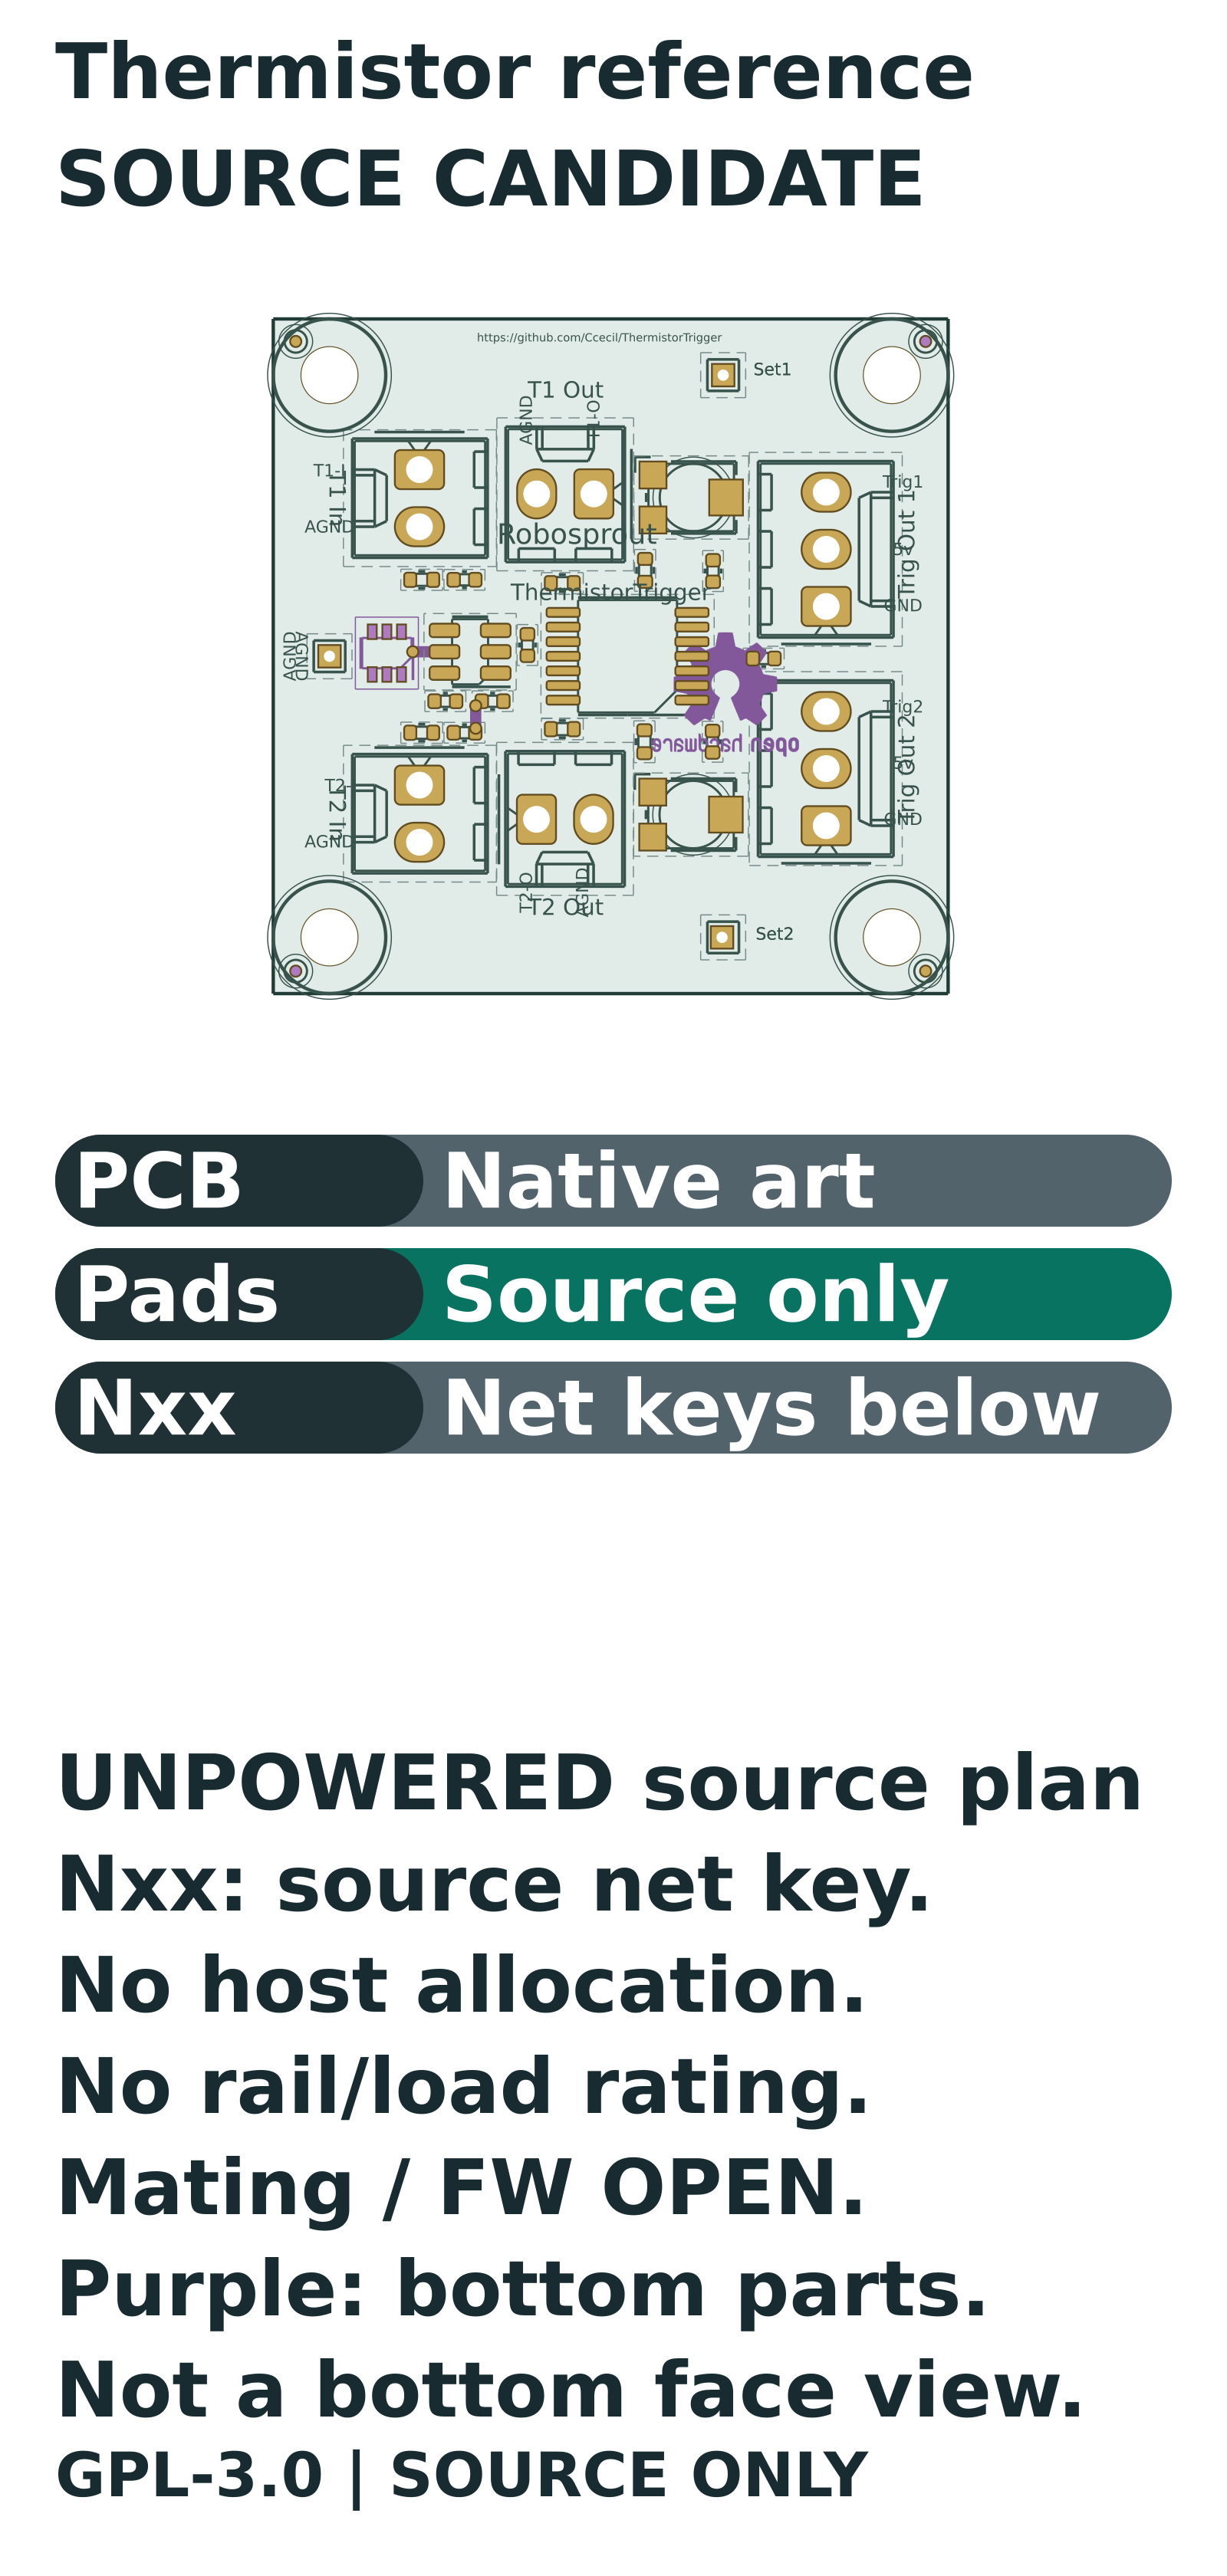 Thermistor reference
SOURCE CANDIDATE
https://github.com/Ccecil/ThermistorTrigger
Set1
T1 Out
AGND
T1-O
T1-I
T1 In
AGND
Trig1
5v
GND
Trig Out 1
Robosprout
ThermistorTrigger
AGND
AGND
open hardware
Trig2
5v
GND
Trig Out 2
T2-
T2 In
AGND
T2-O
AGND
T2 Out
Set2
PCB Native art
Pads Source only
Nxx Net keys below
UNPOWERED source plan
Nxx: source net key.
No host allocation.
No rail/load rating.
Mating / FW OPEN.
Purple: bottom parts.
Not a bottom face view.
GPL-3.0 | SOURCE ONLY